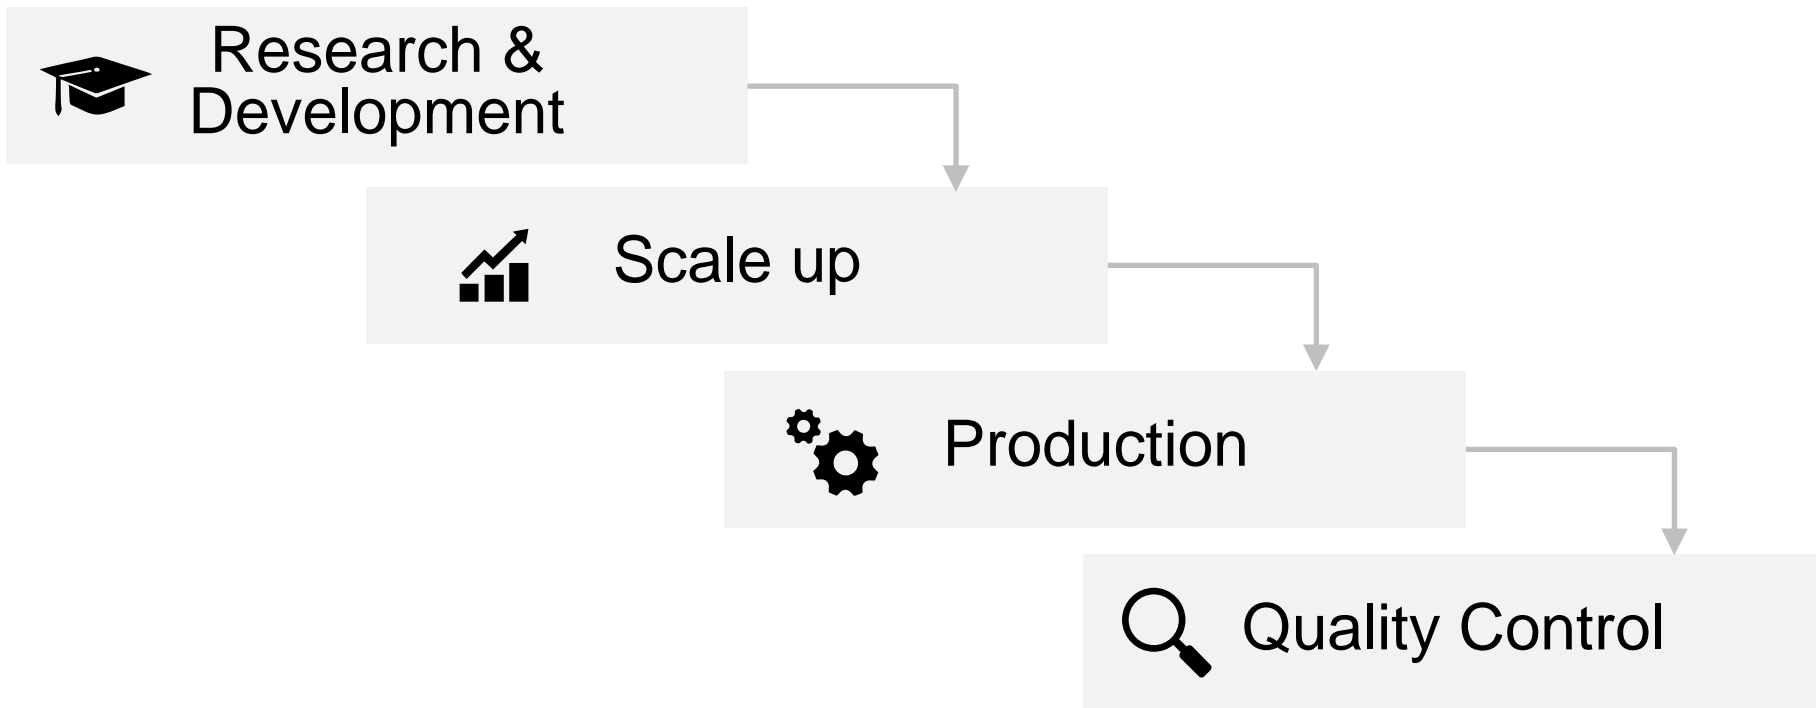 Research &
Development
Scale up
Production
Quality Control